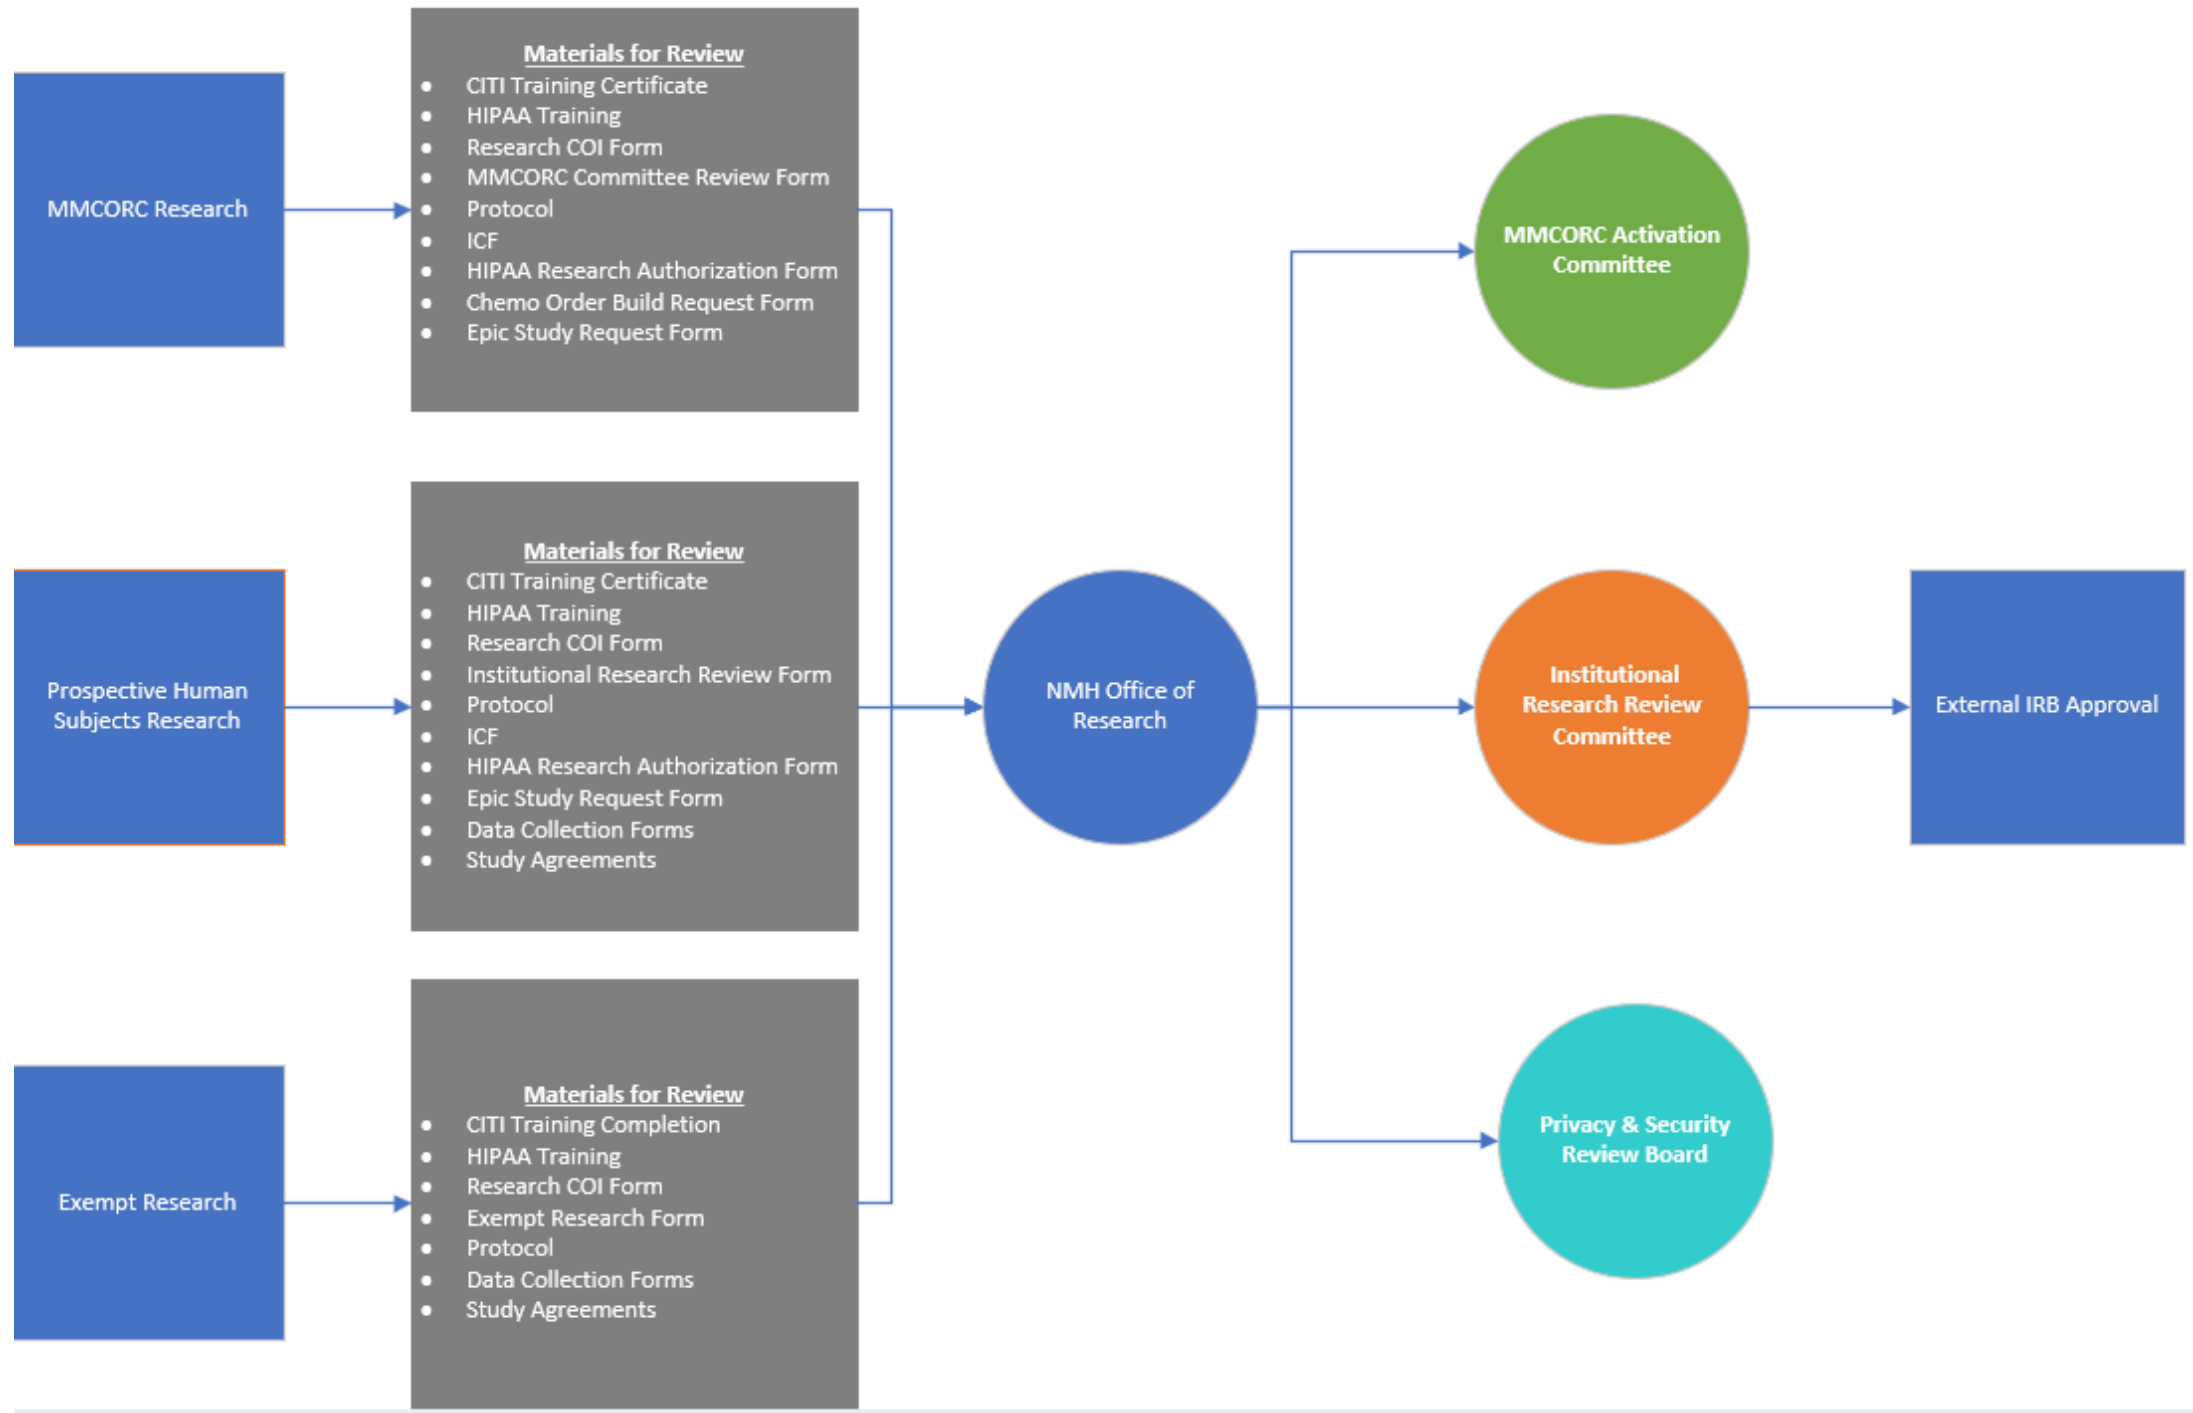 MMCORC Research
Materials for Review
CITI Training Certificate
HIPAA Training
Research COI Form
MMCORC Committee Review Form
Protocol
ICF
HIPAA Research Authorization Form
Chemo Order Build Request Form
Epic Study Request Form
Prospective Human
Subjects Research
Materials for Review
CITI Training Certificate
HIPAA Training
Research COI Form
Institutional Research Review Form
Protocol
ICF
HIPAA Research Authorization Form
Epic Study Request Form
Data Collection Forms
Study Agreements
Exempt Research
Materials for Review
CITI Training Completion
HIPAA Training
Research COI Form
Exempt Research Form
Protocol
Data Collection Forms
Study Agreements
NMH Office of
Research
MMCORC Activation
Committee
Institutional
Research Review
Committee
External IRB Approval
Privacy & Security
Review Board